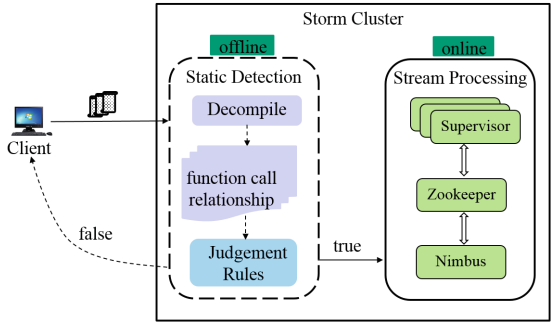 Storm Cluster
offline
online
Static Detection
Stream Processing
Decompile
Supervisor
Client
function call
relationship
Zookeeper
false
true
Judgement
Rules
Nimbus